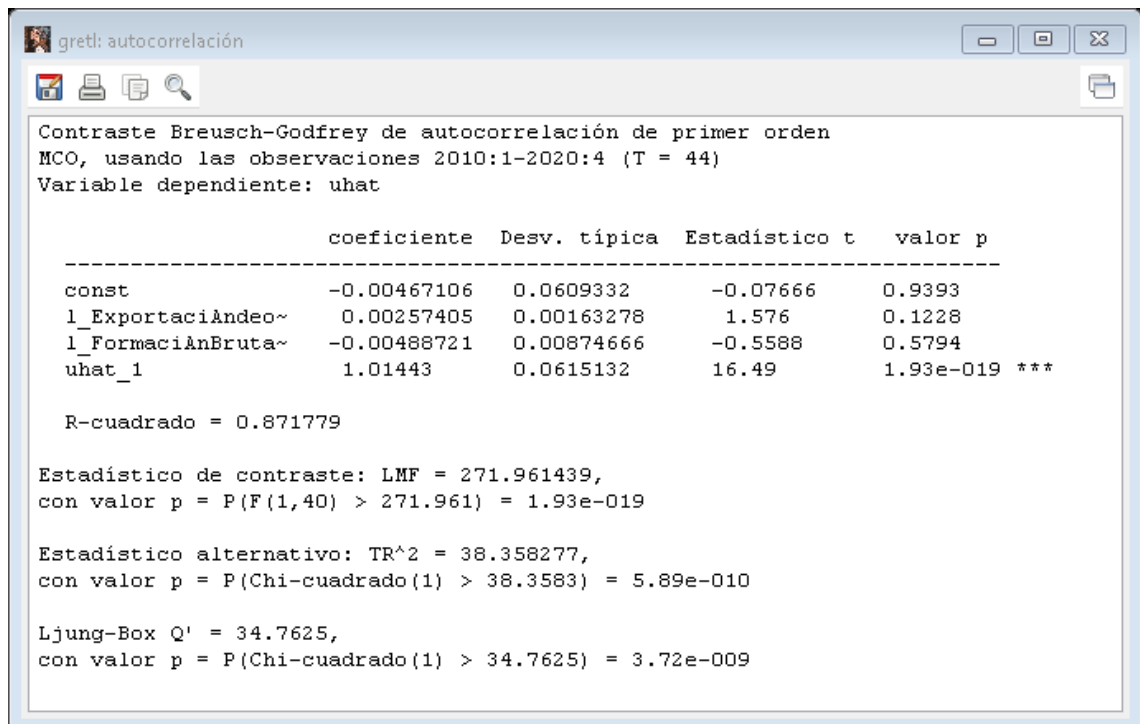 gretl: autocorrelación
Contraste Breusch-Godfrey de autocorrelación de primer orden
MCO, usando las observaciones 2010:1-2020:4 (T = 44)
Variable dependiente: uhat
coeficiente Desv. típica Estadístico t valor p
const -0.00467106 0.0609332 -0.07666 0.9393
l_ExportaciAndeo~ 0.00257405 0.00163278 1.576 0.1228
l_FormaciAnBruta~ -0.00488721 0.00874666 -0.5588 0.5794
uhat_1 1.01443 0.0615132 16.49 1.93e-019 ***
R-cuadrado = 0.871779
Estadístico de contraste: LMF = 271.961439,
con valor p = P(F(1,40) > 271.961) = 1.93e-019
Estadístico alternativo: TR^2 = 38.358277,
con valor p = P(Chi-cuadrado(1) > 38.3583) = 5.89e-010
Ljung-Box Q' = 34.7625,
con valor p = P(Chi-cuadrado(1) > 34.7625) = 3.72e-009